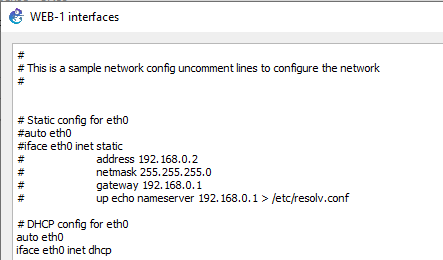 WEB-1 interfaces
#
# This is a sample network config uncomment lines to configure the network
#
# Static config for eth0
#auto eth0
#iface eth0 inet static
# address 192.168.0.2
# netmask 255.255.255.0
# gateway 192.168.0.1
# up echo nameserver 192.168.0.1 > /etc/resolv.conf
# DHCP config for eth0
auto eth0
iface eth0 inet dhcp